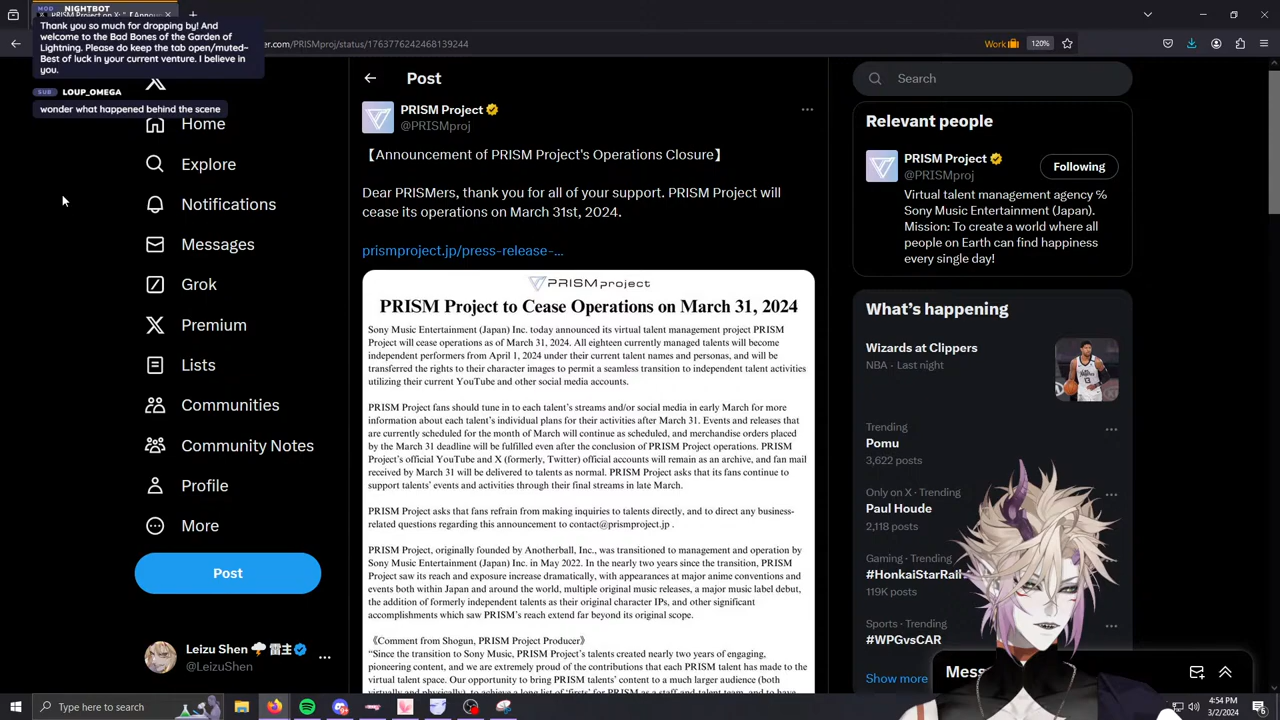 MOD NIGHTBOT
Thank you so much for dropping by! And
welcome to the Bad Bones of the Garden of
Lightning. Please do keep the tab open/muted~
Best of luck in your current venture. I believe in
you.
SUB LOUP_OMEGA
wonder what happened behind the scene
er.com/PRISMproj/status/1763776242468139244
Work
120%
Home
Explore
Notifications
Messages
Grok
Premium
Lists
Communities
Community Notes
Profile
More
Post
Leizu Shen 🌩 雷主
@LeizuShen
Post
PRISM Project
@PRISMproj
【Announcement of PRISM Project's Operations Closure】
Dear PRISMers, thank you for all of your support. PRISM Project will
cease its operations on March 31st, 2024.
prismproject.jp/press-release-…
PRISM project
PRISM Project to Cease Operations on March 31, 2024
Sony Music Entertainment (Japan) Inc. today announced its virtual talent management project PRISM
Project will cease operations as of March 31, 2024. All eighteen currently managed talents will become
independent performers from April 1, 2024 under their current talent names and personas, and will be
transferred the rights to their character images to permit a seamless transition to independent talent activities
utilizing their current YouTube and other social media accounts.
PRISM Project fans should tune in to each talent's streams and/or social media in early March for more
information about each talent's individual plans for their activities after March 31. Events and releases that
are currently scheduled for the month of March will continue as scheduled, and merchandise orders placed
by the March 31 deadline will be fulfilled even after the conclusion of PRISM Project operations. PRISM
Project's official YouTube and X (formerly, Twitter) official accounts will remain as an archive, and fan mail
received by March 31 will be delivered to talents as normal. PRISM Project asks that its fans continue to
support talents' events and activities through their final streams in late March.
PRISM Project asks that fans refrain from making inquiries to talents directly, and to direct any business-
related questions regarding this announcement to contact@prismproject.jp .
PRISM Project, originally founded by Anotherball, Inc., was transitioned to management and operation by
Sony Music Entertainment (Japan) Inc. in May 2022. In the nearly two years since the transition, PRISM
Project saw its reach and exposure increase dramatically, with appearances at major anime conventions and
events both within Japan and around the world, multiple original music releases, a major music label debut,
the addition of formerly independent talents as their original character IPs, and other significant
accomplishments which saw PRISM's reach extend far beyond its original scope.
《Comment from Shogun, PRISM Project Producer》
"Since the transition to Sony Music, PRISM Project's talents created nearly two years of engaging,
pioneering content, and we are extremely proud of the contributions that each PRISM talent has made to the
virtual talent space. Our opportunity to bring PRISM talents' content to a much larger audience (both
virtually and physically), to achieve a long list of 'firsts' for PRISM as a staff-and-talent team, and to have
Search
Relevant people
PRISM Project
@PRISMproj
Following
Virtual talent management agency ℅
Sony Music Entertainment (Japan).
Mission: To create a world where all
people on Earth can find happiness
every single day!
What's happening
Wizards at Clippers
NBA · Last night
Trending
Pomu
3,622 posts
Only on X · Trending
Paul Houde
2,118 posts
Gaming · Trending
#HonkaiStarRail
119K posts
Sports · Trending
#WPGvsCAR
Show more
Mess
Type here to search
4:54 PM
3/2/2024